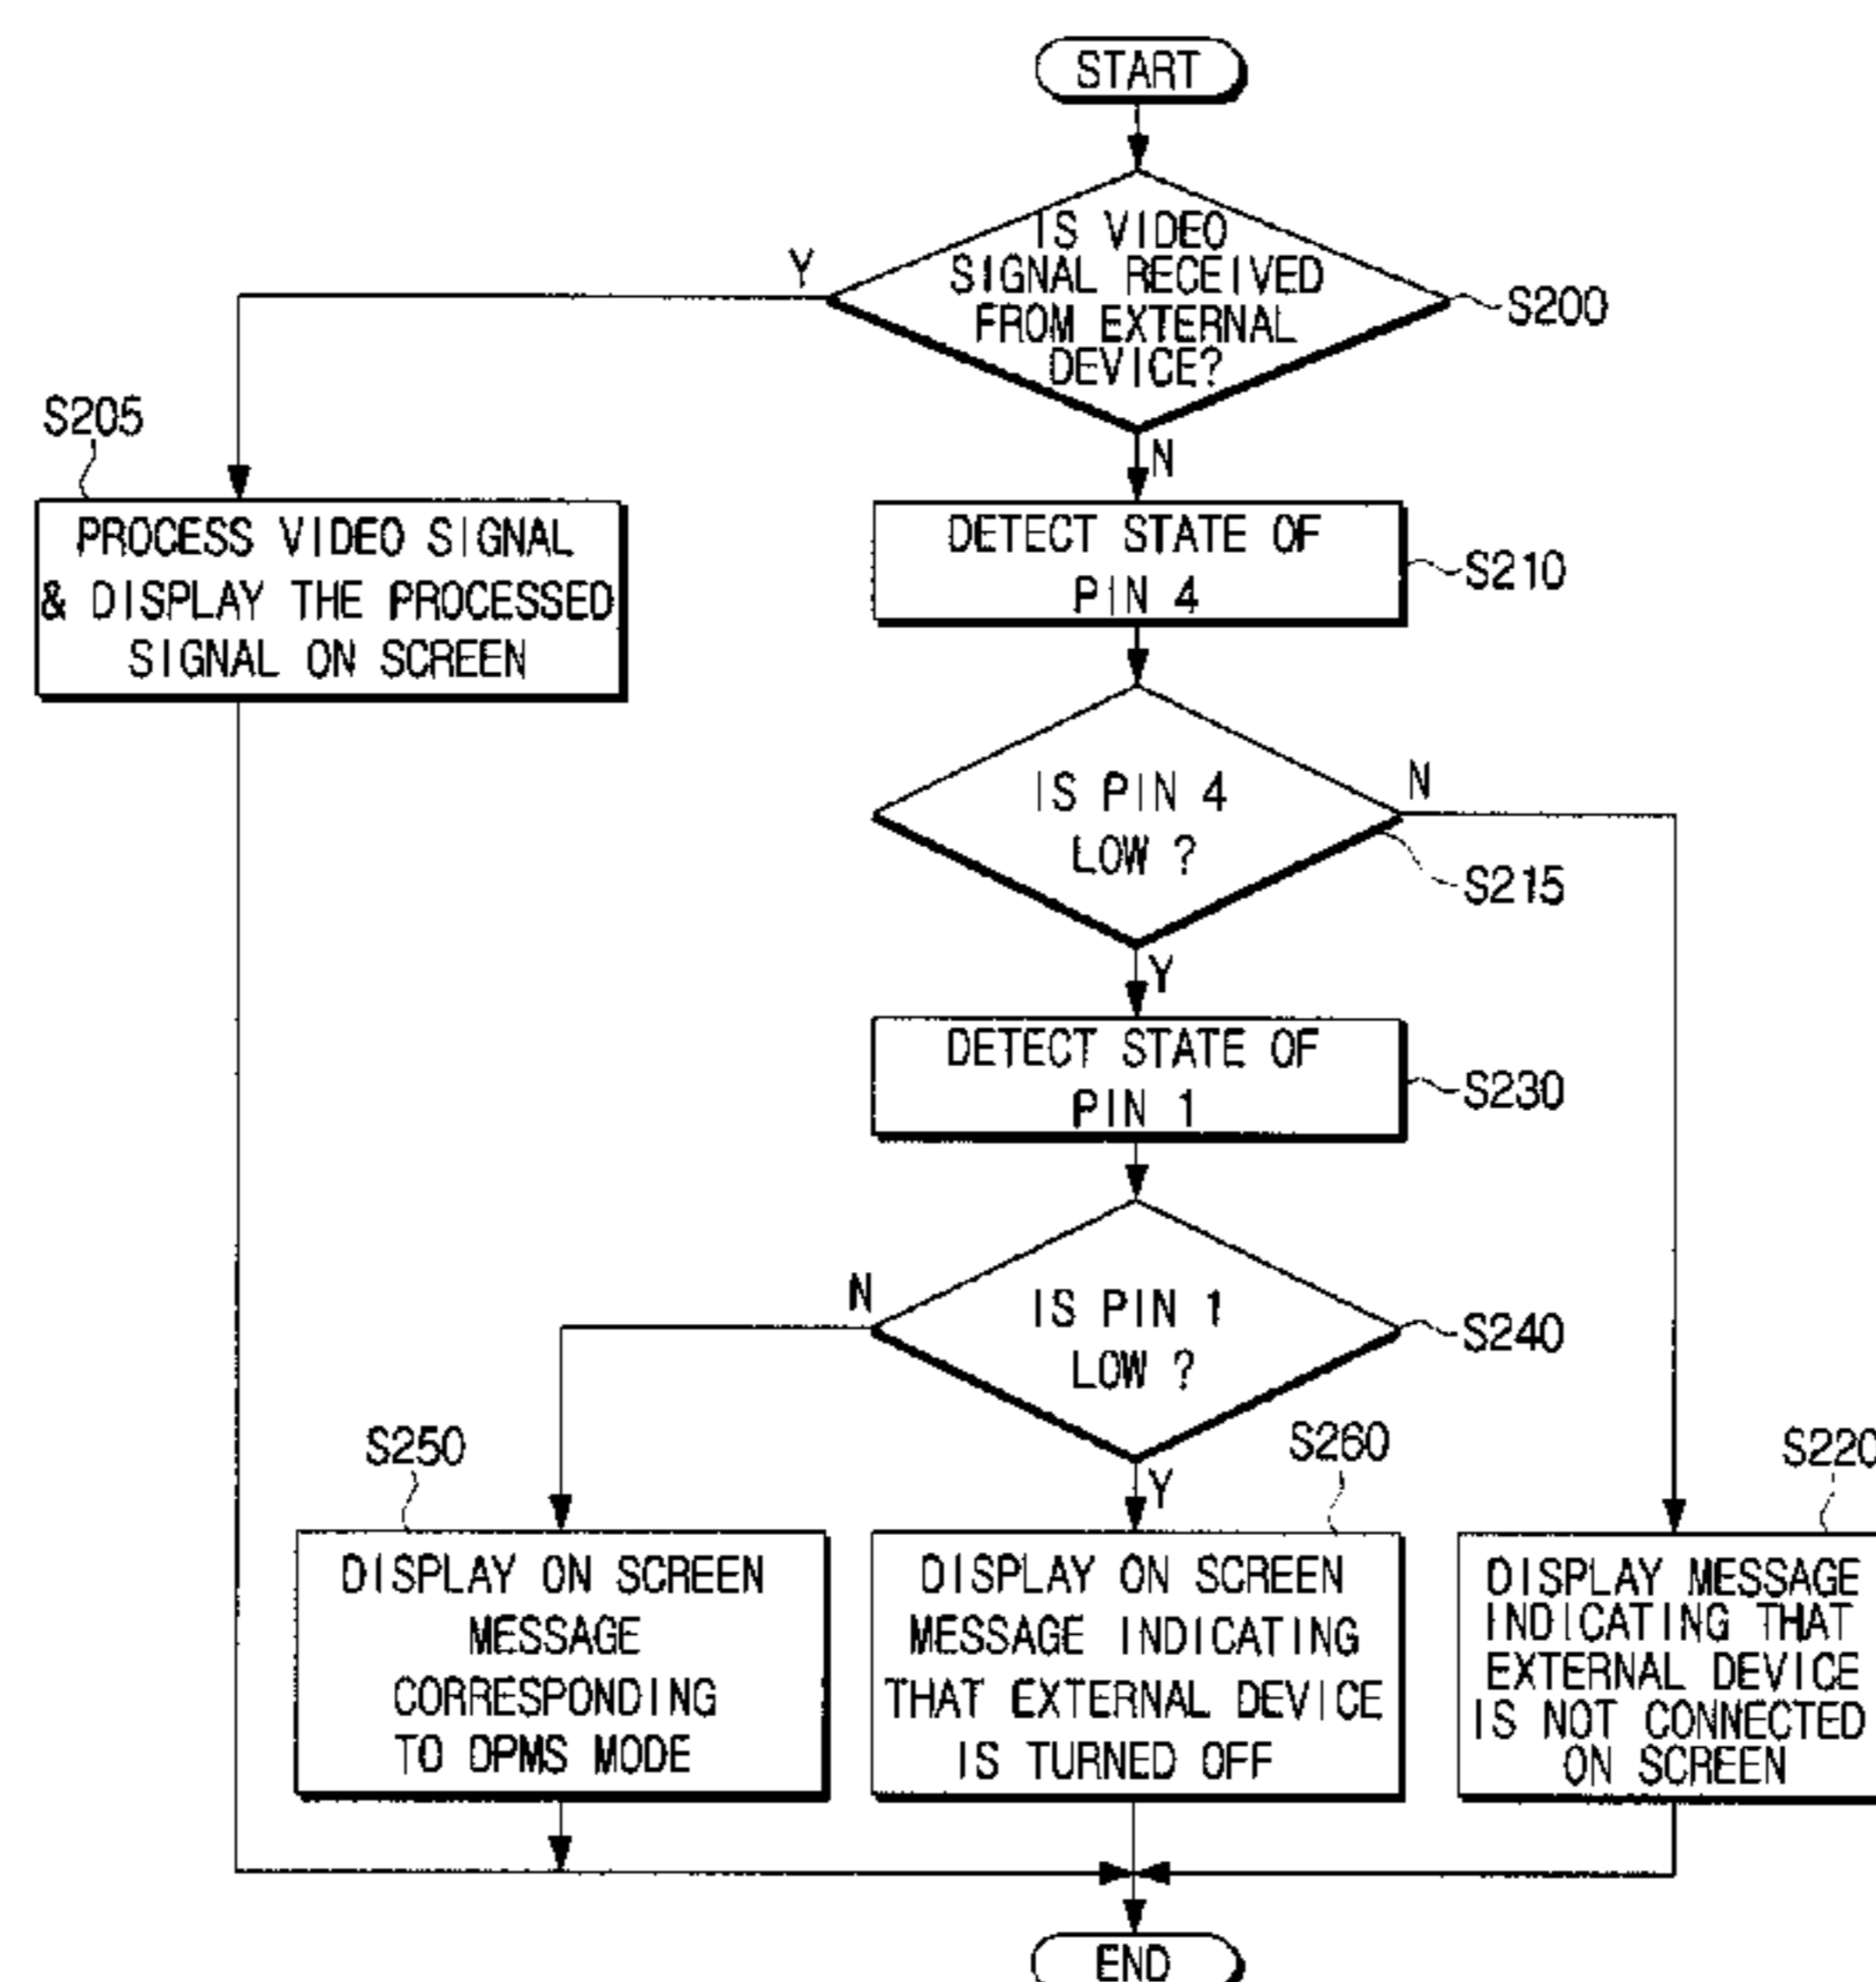 START
IS VIDEO
SIGNAL RECEIVED
FROM EXTERNAL
DEVICE?
Y
S200
N
S205
PROCESS VIDEO SIGNAL
& DISPLAY THE PROCESSED
SIGNAL ON SCREEN
DETECT STATE OF
PIN 4
S210
IS PIN 4
LOW ?
N
S215
Y
DETECT STATE OF
PIN 1
S230
IS PIN 1
LOW ?
N
S240
Y
S250
DISPLAY ON SCREEN
MESSAGE
CORRESPONDING
TO DPMS MODE
S260
DISPLAY ON SCREEN
MESSAGE INDICATING
THAT EXTERNAL DEVICE
IS TURNED OFF
S220
DISPLAY MESSAGE
INDICATING THAT
EXTERNAL DEVICE
IS NOT CONNECTED
ON SCREEN
END